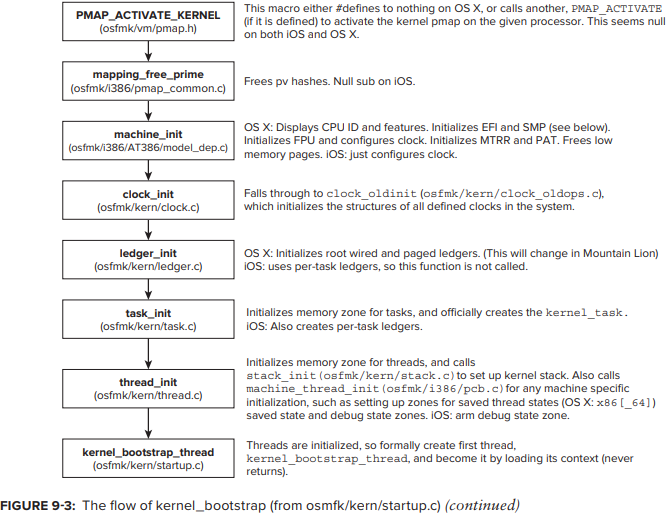 PMAP_ACTIVATE_KERNEL
(osfmk/vm/pmap.h)
This macro either #defines to nothing on OS X, or calls another, PMAP_ACTIVATE
(if it is defined) to activate the kernel pmap on the given processor. This seems null
on both iOS and OS X.
mapping_free_prime
(osfmk/i386/pmap_common.c)
Frees pv hashes. Null sub on iOS.
machine_init
(osfmk/i386/AT386/model_dep.c)
OS X: Displays CPU ID and features. Initializes EFI and SMP (see below).
Initializes FPU and configures clock. Initializes MTRR and PAT. Frees low
memory pages. iOS: just configures clock.
clock_init
(osfmk/kern/clock.c)
Falls through to clock_oldinit (osfmk/kern/clock_oldops.c),
which initializes the structures of all defined clocks in the system.
ledger_init
(osfmk/kern/ledger.c)
OS X: Initializes root wired and paged ledgers. (This will change in Mountain Lion)
iOS: uses per-task ledgers, so this function is not called.
task_init
(osfmk/kern/task.c)
Initializes memory zone for tasks, and officially creates the kernel_task.
iOS: Also creates per-task ledgers.
thread_init
(osfmk/kern/thread.c)
Initializes memory zone for threads, and calls
stack_init(osfmk/kern/stack.c) to set up kernel stack. Also calls
machine_thread_init(osfmk/i386/pcb.c) for any machine specific
initialization, such as setting up zones for saved thread states (OS X: x86[_64])
saved state and debug state zones. iOS: arm debug state zone.
kernel_bootstrap_thread
(osfmk/kern/startup.c)
Threads are initialized, so formally create first thread,
kernel_bootstrap_thread, and become it by loading its context (never
returns).
FIGURE 9-3: The flow of kernel_bootstrap (from osmfk/kern/startup.c) (continued)